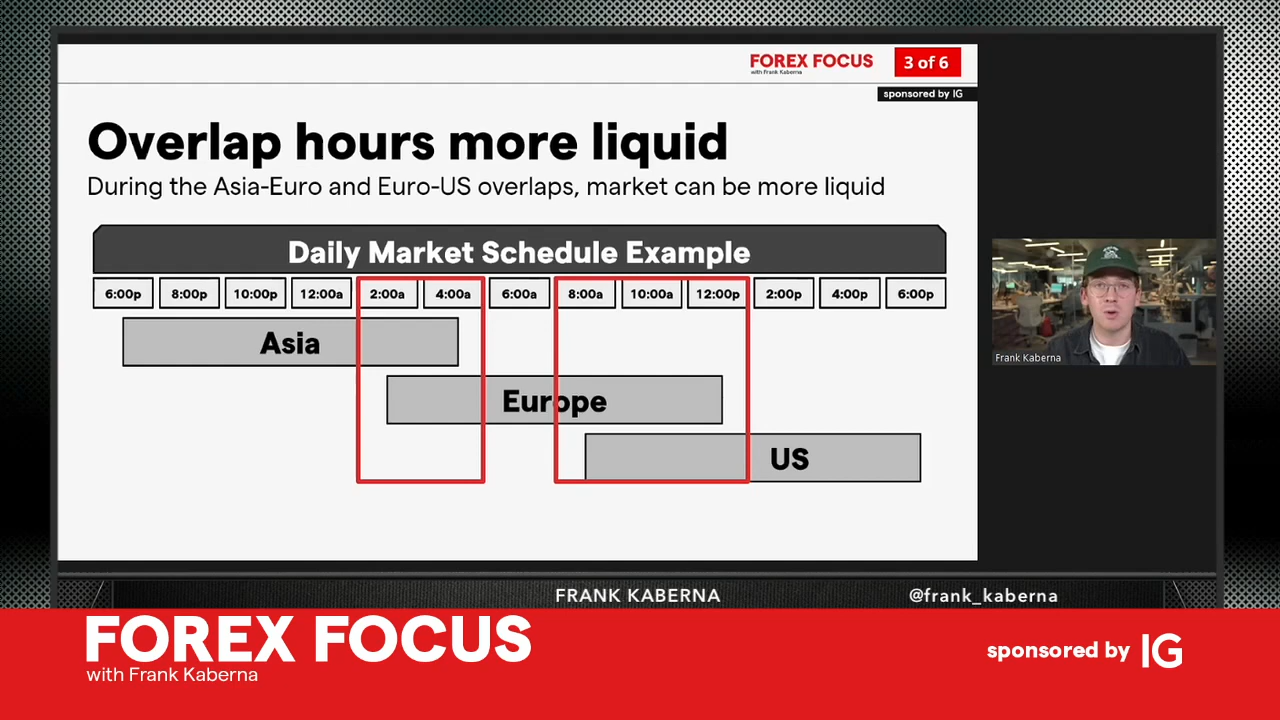 FOREX FOCUS
with Frank Kaberna
3 of 6
sponsored by IG
Overlap hours more liquid
During the Asia-Euro and Euro-US overlaps, market can be more liquid
Daily Market Schedule Example
6:00p 8:00p 10:00p 12:00a 2:00a 4:00a 6:00a 8:00a 10:00a 12:00p 2:00p 4:00p 6:00p
Asia
Europe
US
Frank Kaberna
FRANK KABERNA
@frank_kaberna
FOREX FOCUS
with Frank Kaberna
sponsored by IG